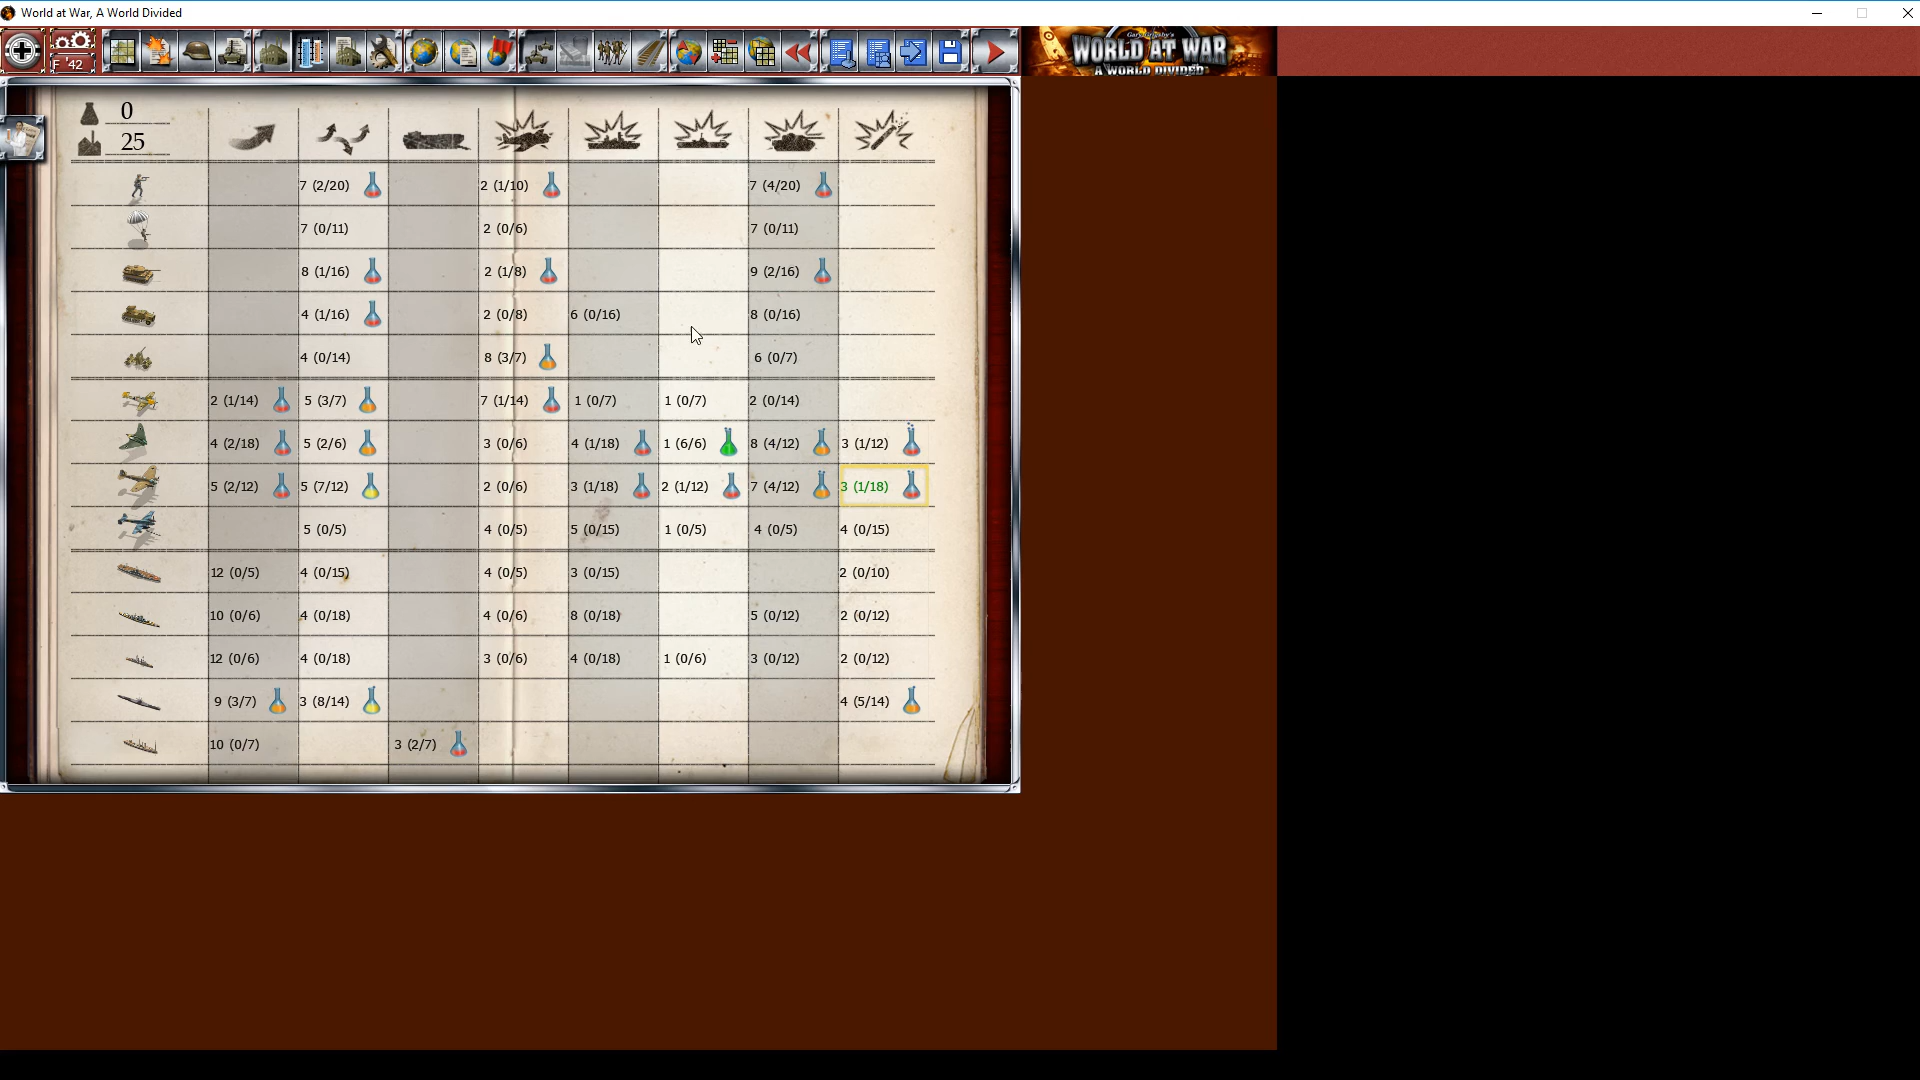 World at War, A World Divided
F '42
Gary Grigsby's
WORLD AT WAR
A WORLD DIVIDED
0
25
7 (2/20) 2 (1/10) 7 (4/20)
7 (0/11) 2 (0/6) 7 (0/11)
8 (1/16) 2 (1/8) 9 (2/16)
4 (1/16) 2 (0/8) 6 (0/16) 8 (0/16)
4 (0/14) 8 (3/7) 6 (0/7)
2 (1/14) 5 (3/7) 7 (1/14) 1 (0/7) 1 (0/7) 2 (0/14)
4 (2/18) 5 (2/6) 3 (0/6) 4 (1/18) 1 (6/6) 8 (4/12) 3 (1/12)
5 (2/12) 5 (7/12) 2 (0/6) 3 (1/18) 2 (1/12) 7 (4/12) 3 (1/18)
5 (0/5) 4 (0/5) 5 (0/15) 1 (0/5) 4 (0/5) 4 (0/15)
12 (0/5) 4 (0/15) 4 (0/5) 3 (0/15) 2 (0/10)
10 (0/6) 4 (0/18) 4 (0/6) 8 (0/18) 5 (0/12) 2 (0/12)
12 (0/6) 4 (0/18) 3 (0/6) 4 (0/18) 1 (0/6) 3 (0/12) 2 (0/12)
9 (3/7) 3 (8/14) 4 (5/14)
10 (0/7) 3 (2/7)